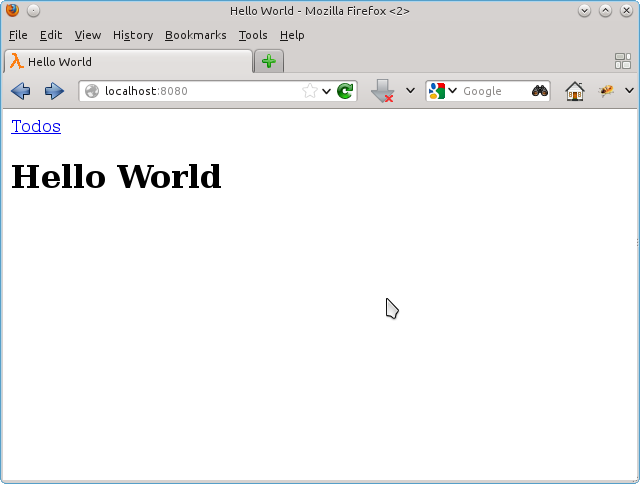 Hello World - Mozilla Firefox <2>
File Edit View History Bookmarks Tools Help
λ Hello World
localhost:8080 Google
Todos
Hello World